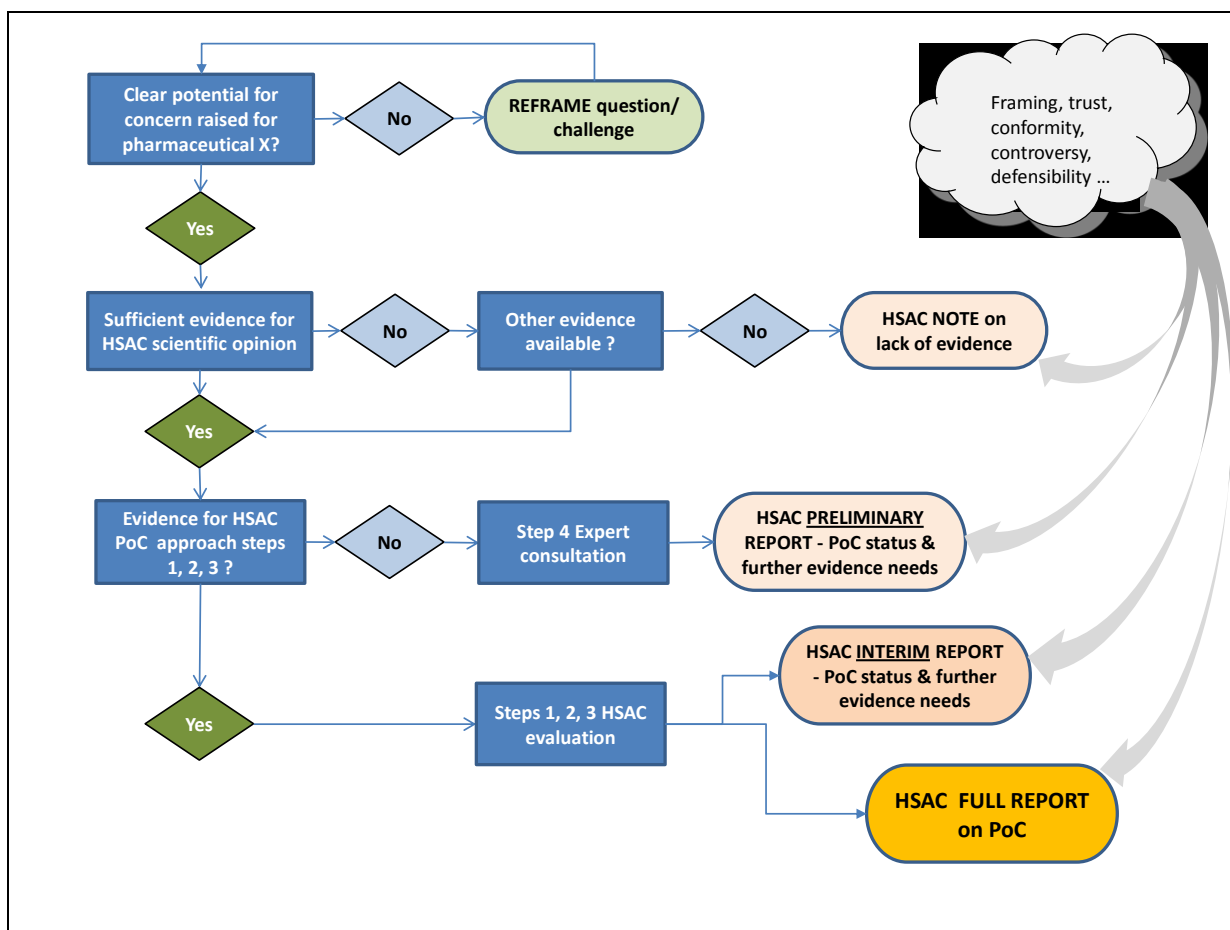 Clear potential for
concern raised for
pharmaceutical X?
No
REFRAME question/
challenge
Framing, trust,
conformity,
controversy,
defensibility ...
Yes
Sufficient evidence for
HSAC scientific opinion
No
Other evidence
available ?
No
HSAC NOTE on
lack of evidence
Yes
Evidence for HSAC
PoC approach steps
1, 2, 3 ?
No
Step 4 Expert
consultation
HSAC PRELIMINARY
REPORT - PoC status &
further evidence needs
HSAC INTERIM REPORT
- PoC status & further
evidence needs
Yes
Steps 1, 2, 3 HSAC
evaluation
HSAC FULL REPORT
on PoC